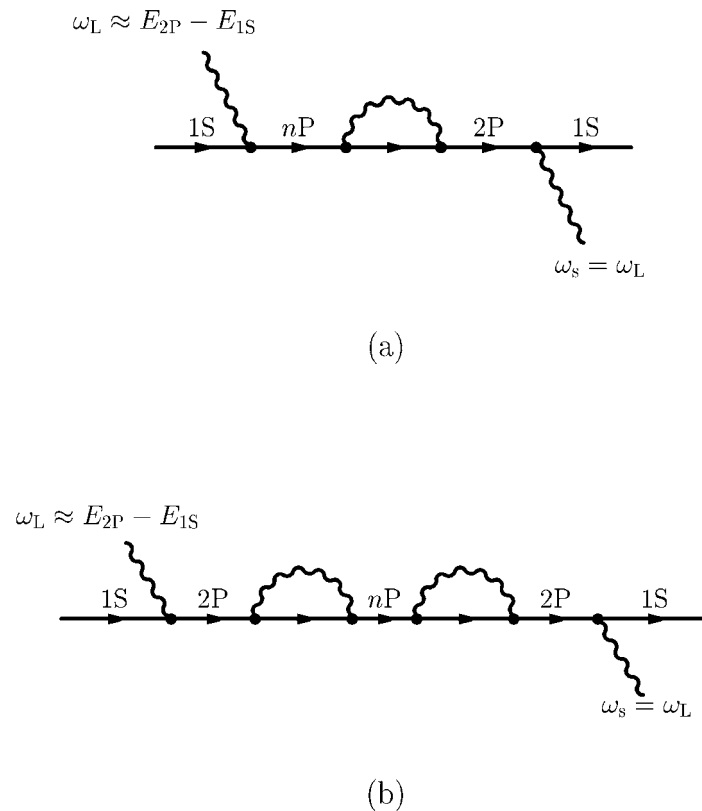 ω_L ≈ E_2P − E_1S
1S nP 2P 1S
ω_s = ω_L
(a)
ω_L ≈ E_2P − E_1S
1S 2P nP 2P 1S
ω_s = ω_L
(b)